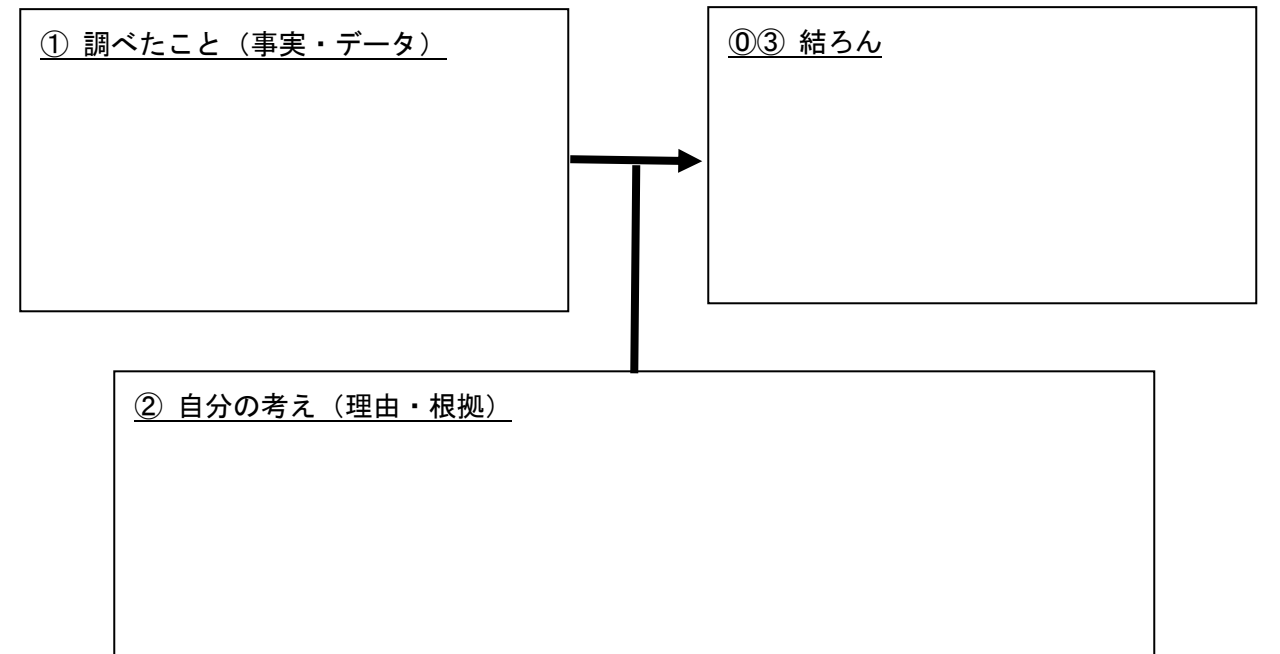 ① 調べたこと（事実・データ）
⓪③ 結ろん
② 自分の考え（理由・根拠）